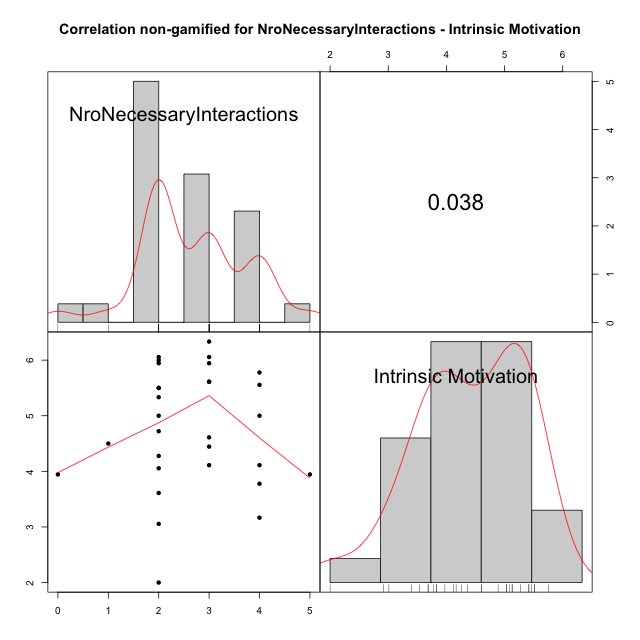 Correlation non-gamified for NroNecessaryInteractions - Intrinsic Motivation
2 3 4 5 6
NroNecessaryInteractions
0.038
5
4
3
2
1
0
Intrinsic Motivation
6
5
4
3
2
0 1 2 3 4 5